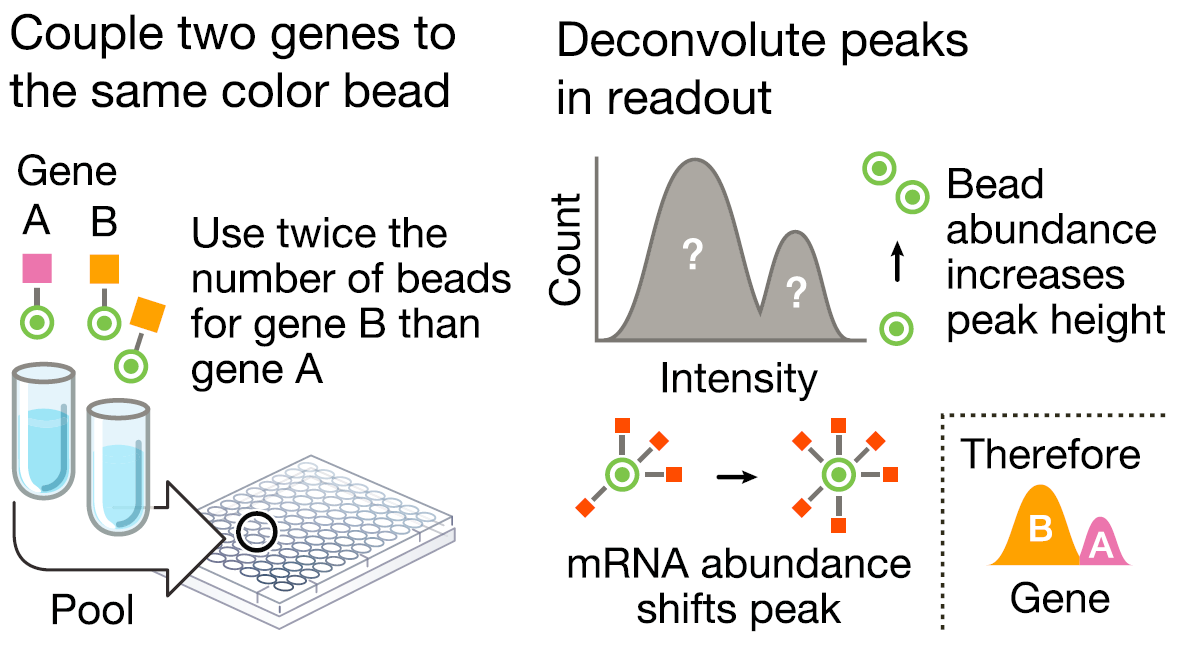 Couple two genes to
the same color bead
Gene
A B
Use twice the
number of beads
for gene B than
gene A
Pool
Deconvolute peaks
in readout
Count
? ?
Intensity
Bead
abundance
increases
peak height
mRNA abundance
shifts peak
Therefore
B A
Gene